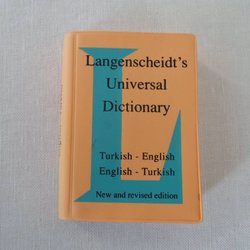 Langenscheidt's
Universal
Dictionary
Turkish - English
English - Turkish
New and revised edition